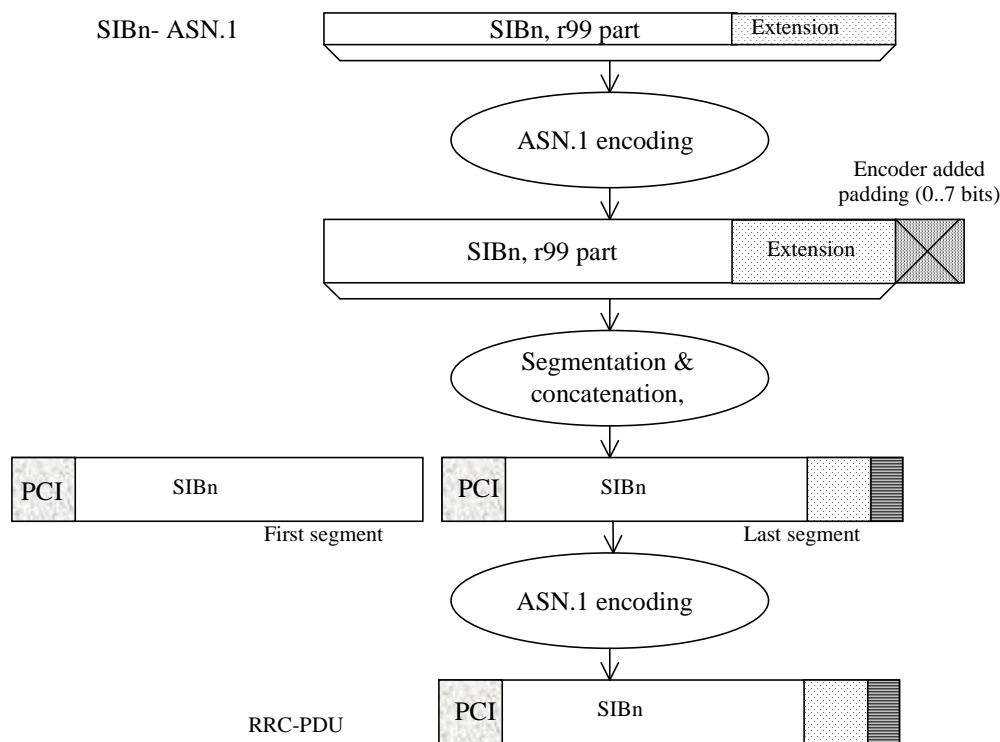 SIBn- ASN.1
SIBn, r99 part
Extension
ASN.1 encoding
Encoder added
padding (0..7 bits)
SIBn, r99 part
Extension
Segmentation &
concatenation,
PCI
SIBn
PCI
SIBn
First segment
Last segment
ASN.1 encoding
PCI
SIBn
RRC-PDU